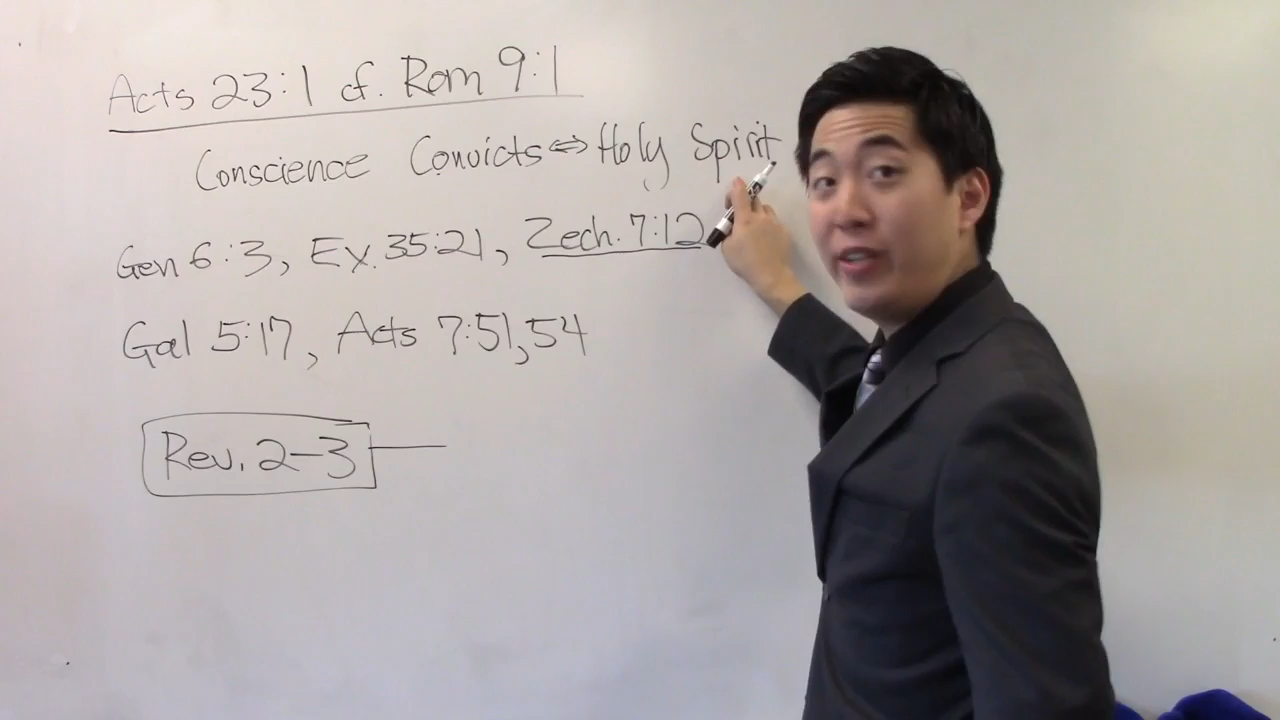 Acts 23:1 cf. Rom 9:1
Conscience Convicts ⇔ Holy Spirit
Gen 6:3, Ex. 35:21, Zech. 7:12
Gal 5:17, Acts 7:51,54
Rev. 2-3